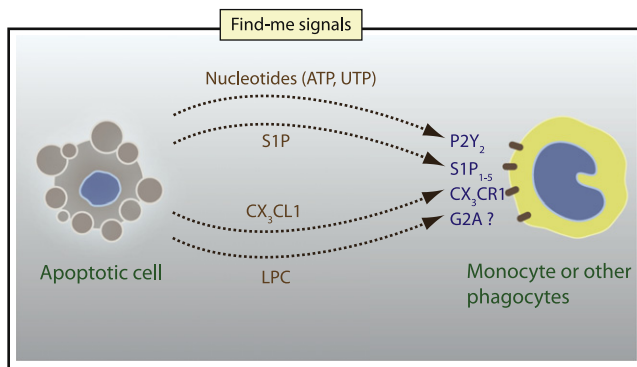 Find-me signals
Nucleotides (ATP, UTP)
S1P
CX₃CL1
LPC
P2Y₂
S1P₁₋₅
CX₃CR1
G2A ?
Apoptotic cell
Monocyte or other
phagocytes